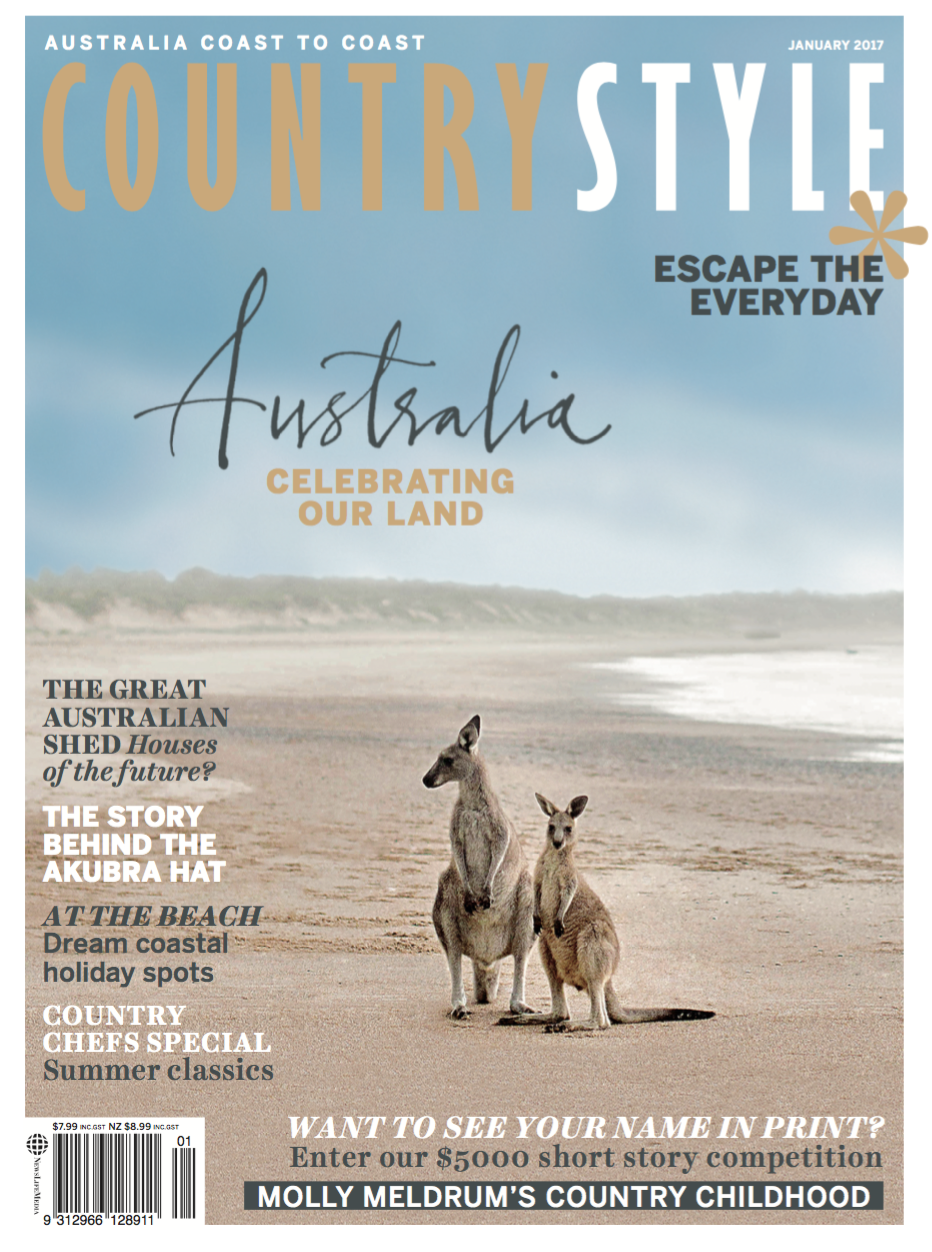 AUSTRALIA COAST TO COAST
JANUARY 2017
COUNTRYSTYLE
ESCAPE THE
EVERYDAY
Australia
CELEBRATING
OUR LAND
THE GREAT
AUSTRALIAN
SHED Houses
of the future?
THE STORY
BEHIND THE
AKUBRA HAT
AT THE BEACH
Dream coastal
holiday spots
COUNTRY
CHEFS SPECIAL
Summer classics
WANT TO SEE YOUR NAME IN PRINT?
Enter our $5000 short story competition
MOLLY MELDRUM'S COUNTRY CHILDHOOD
$7.99 INC.GST NZ $8.99 INC.GST
01
NEWSLIFEMEDIA
9 312966 128911